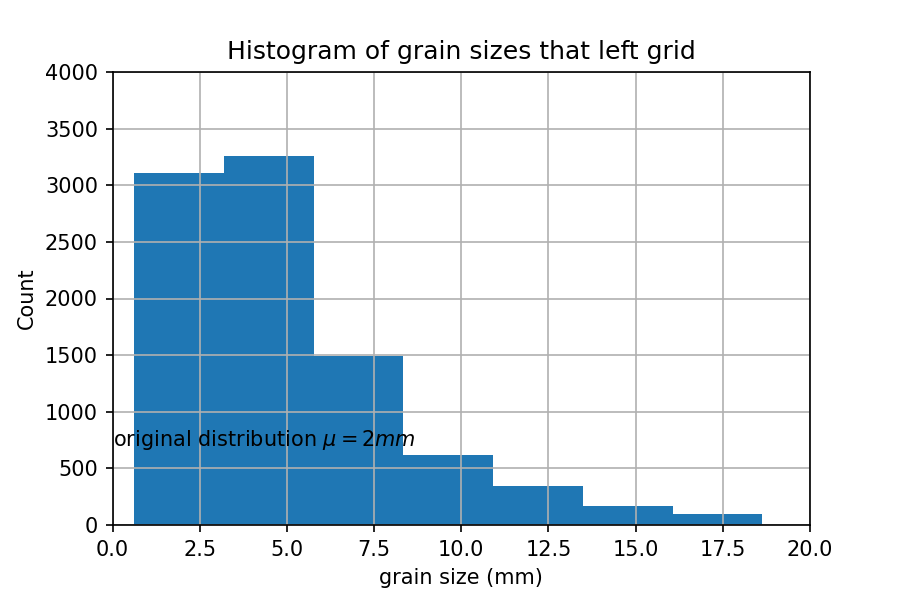 Histogram of grain sizes that left grid
4000
3500
3000
2500
2000
1500
1000
500
0
Count
original distribution μ = 2mm
0.0 2.5 5.0 7.5 10.0 12.5 15.0 17.5 20.0
grain size (mm)